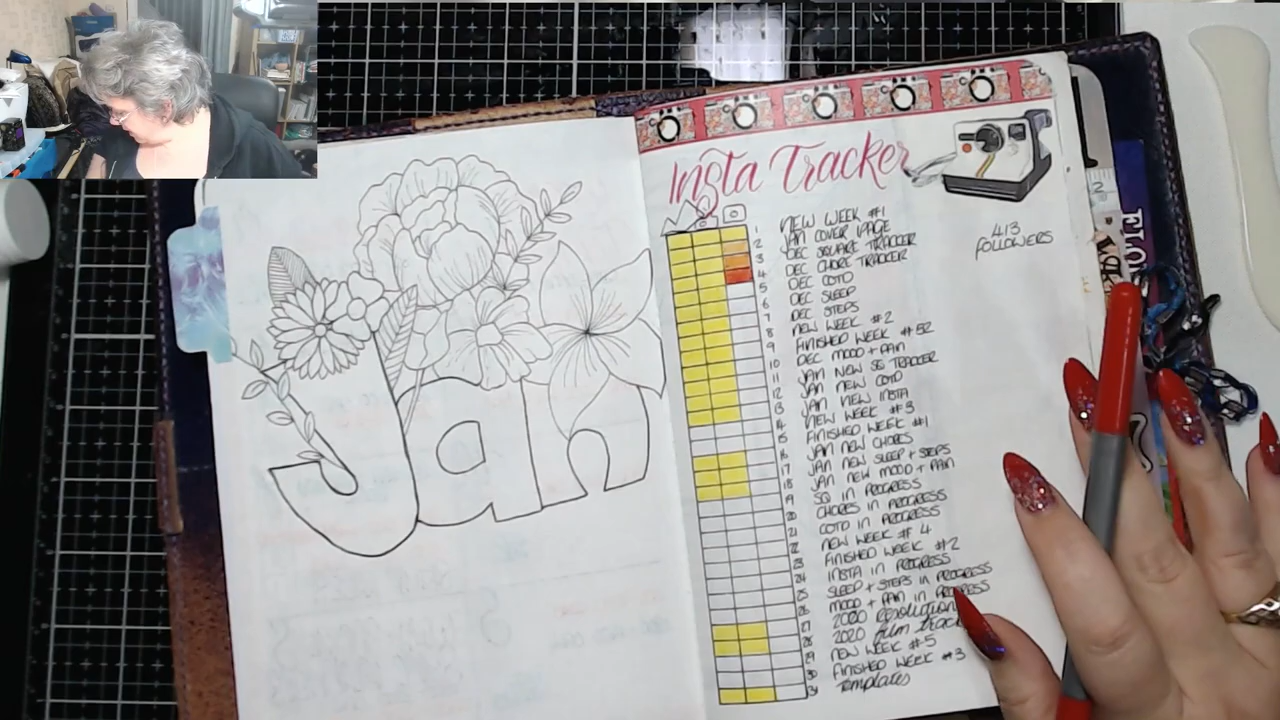 Jan
Insta Tracker
413
FOLLOWERS
1 NEW WEEK #1
2 JAN COVER PAGE
3 DEC SQUARE TRACKER
4 DEC CHORE TRACKER
5 DEC COTD
6 DEC SLEEP
7 DEC STEPS
8 NEW WEEK #2
9 FINISHED WEEK #52
10 DEC MOOD + PAIN
11 JAN NEW SG TRACKER
12 JAN NEW COTD
13 JAN NEW INSTA
14 NEW WEEK #3
15 FINISHED WEEK #1
16 JAN NEW CHORES
17 JAN NEW SLEEP + STEPS
18 JAN NEW MOOD + PAIN
19 SQ IN PROGRESS
20 CHORES IN PROGRESS
21 COTD IN PROGRESS
22 NEW WEEK # 4
23 FINISHED WEEK #2
24 INSTA IN PROGRESS
25 SLEEP + STEPS IN PROGRESS
26 MOOD + PAIN IN PROGRESS
27 2020 RESOLUTION
28 2020 FILM
29 NEW WEEK #5
30 FINISHED WEEK #3
31 Templates
2